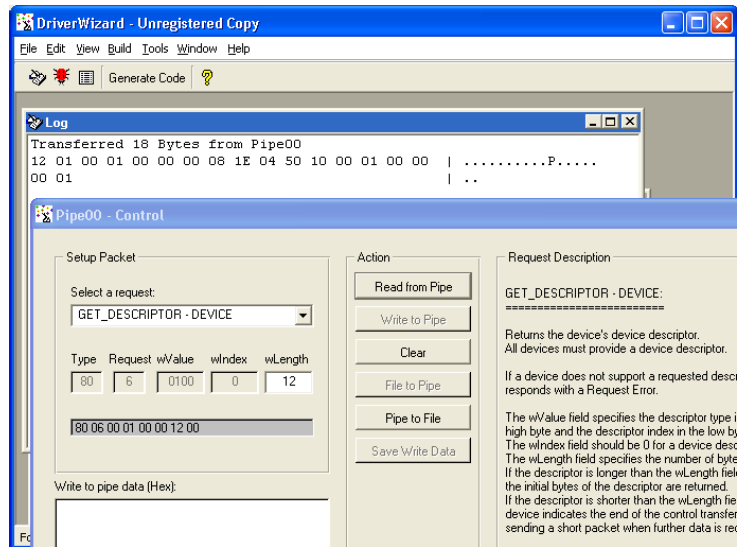 DriverWizard - Unregistered Copy
File Edit View Build Tools Window Help
Generate Code
Log
Transferred 18 Bytes from Pipe00
12 01 00 01 00 00 00 08 1E 04 50 10 00 01 00 00 | ..........P.....
00 01 | ..
Pipe00 - Control
Setup Packet
Select a request:
GET_DESCRIPTOR - DEVICE
Type Request wValue wIndex wLength
80 6 0100 0 12
80 06 00 01 00 00 12 00
Write to pipe data (Hex):
Action
Read from Pipe
Write to Pipe
Clear
File to Pipe
Pipe to File
Save Write Data
Request Description
GET_DESCRIPTOR - DEVICE:
=========================
Returns the device's device descriptor.
All devices must provide a device descriptor.
If a device does not support a requested descr
responds with a Request Error.
The wValue field specifies the descriptor type i
high byte and the descriptor index in the low by
The wIndex field should be 0 for a device desc
The wLength field specifies the number of byte
If the descriptor is longer than the wLength field
the initial bytes of the descriptor are returned.
If the descriptor is shorter than the wLength fie
device indicates the end of the control transfer
sending a short packet when further data is rec